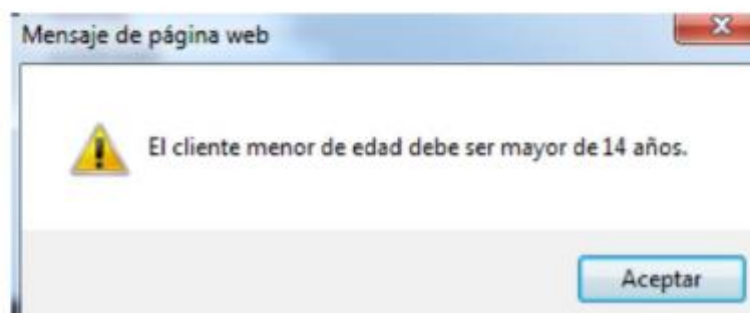 Mensaje de página web
El cliente menor de edad debe ser mayor de 14 años.
Aceptar